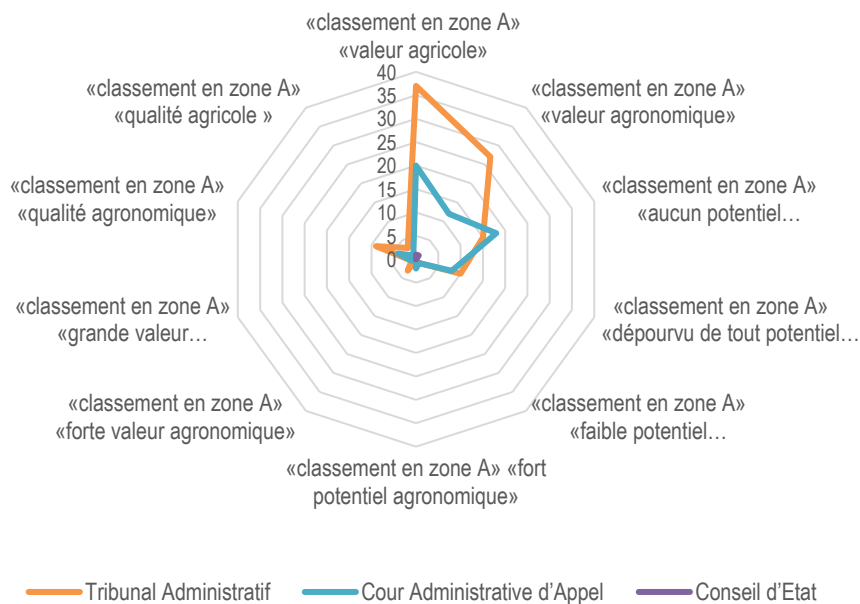 «classement en zone A»
«valeur agricole»
«classement en zone A»
«valeur agronomique»
«classement en zone A»
«aucun potentiel…
«classement en zone A»
«dépourvu de tout potentiel…
«classement en zone A»
«faible potentiel…
«classement en zone A» «fort
potentiel agronomique»
«classement en zone A»
«forte valeur agronomique»
«classement en zone A»
«grande valeur…
«classement en zone A»
«qualité agronomique»
«classement en zone A»
«qualité agricole »
40
35
30
25
20
15
10
5
0
Tribunal Administratif
Cour Administrative d’Appel
Conseil d’Etat